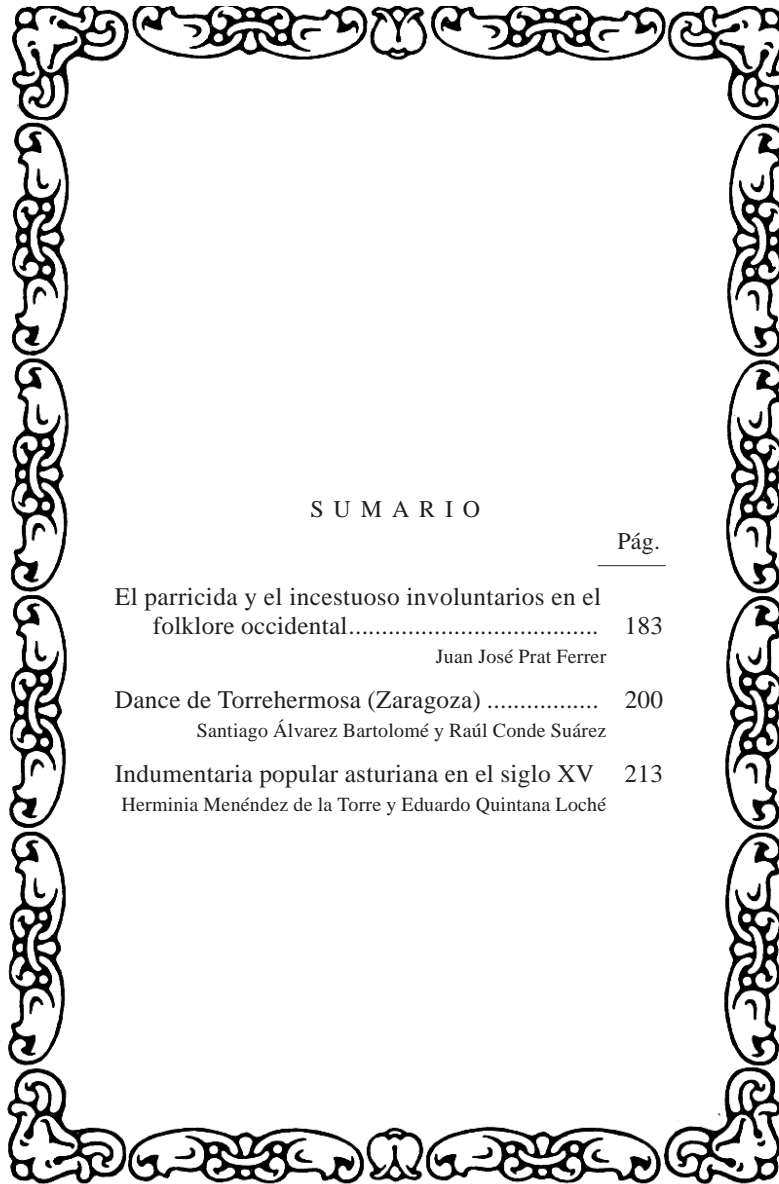 SUMARIO
Pág.
El parricida y el incestuoso involuntarios en el
folklore occidental...................................... 183
Juan José Prat Ferrer
Dance de Torrehermosa (Zaragoza) ................. 200
Santiago Álvarez Bartolomé y Raúl Conde Suárez
Indumentaria popular asturiana en el siglo XV 213
Herminia Menéndez de la Torre y Eduardo Quintana Loché